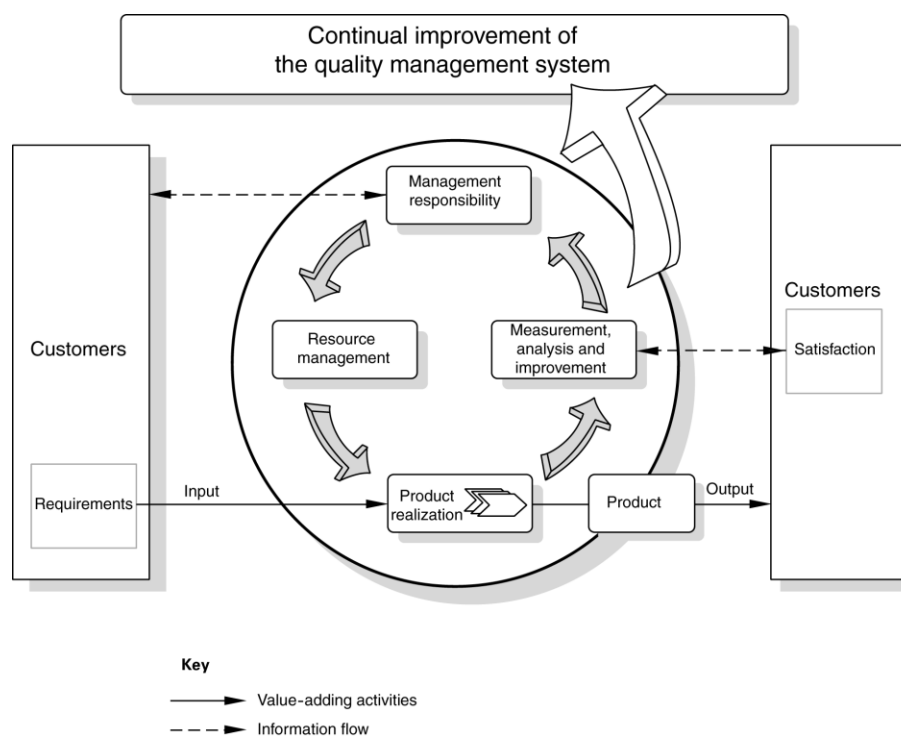 Continual improvement of
the quality management system
Management
responsibility
Customers
Resource
management
Measurement,
analysis and
improvement
Customers
Satisfaction
Requirements
Input
Product
realization
Product
Output
Key
Value-adding activities
Information flow